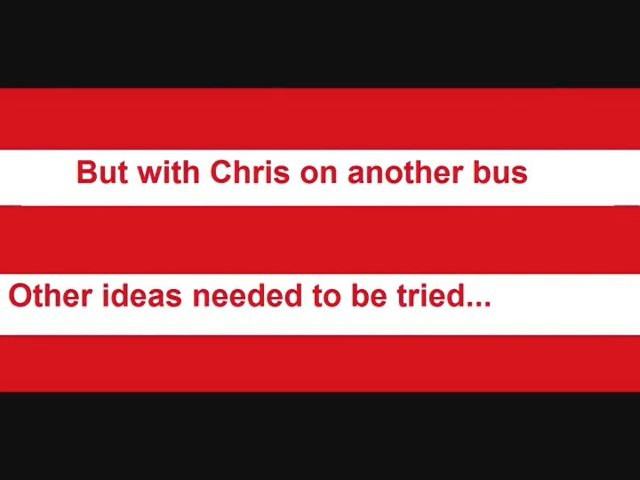 But with Chris on another bus
Other ideas needed to be tried...